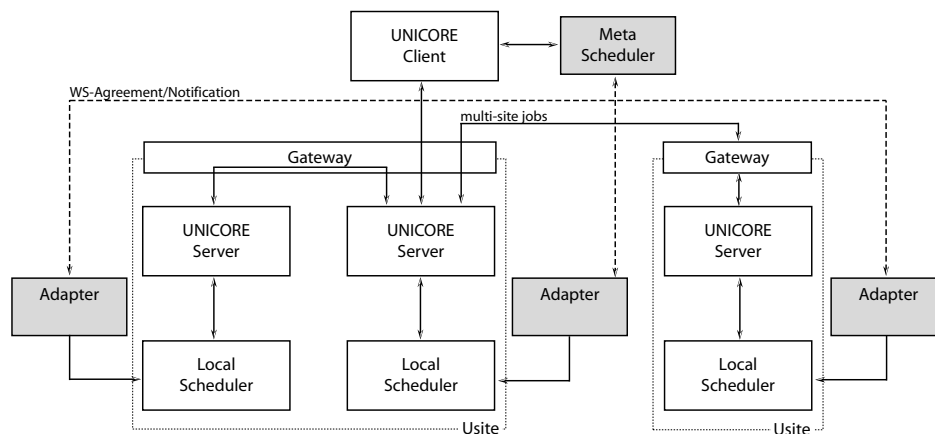 UNICORE
Client
Meta
Scheduler
WS-Agreement/Notification
multi-site jobs
Gateway
Gateway
UNICORE
Server
UNICORE
Server
UNICORE
Server
Adapter
Adapter
Adapter
Local
Scheduler
Local
Scheduler
Local
Scheduler
Usite
Usite